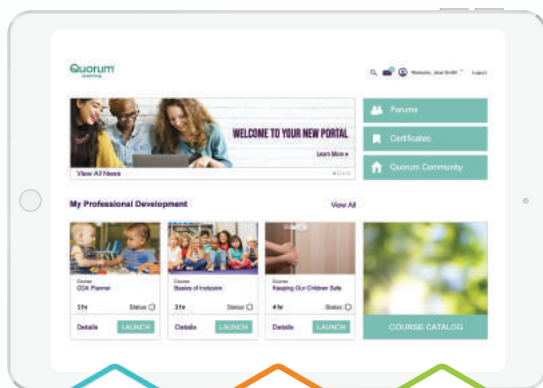 Quorum
eLearning
Welcome, Jane Smith
Logout
WELCOME TO YOUR NEW PORTAL
Learn More »
View All News
Forums
Certificates
Quorum Community
My Professional Development
View All
Course
CDA Planner
5 hr
Status:
Details
LAUNCH
Course
Basics of Inclusion
3 hr
Status:
Details
LAUNCH
Course
Keeping Our Children Safe
4 hr
Status:
Details
LAUNCH
COURSE CATALOG